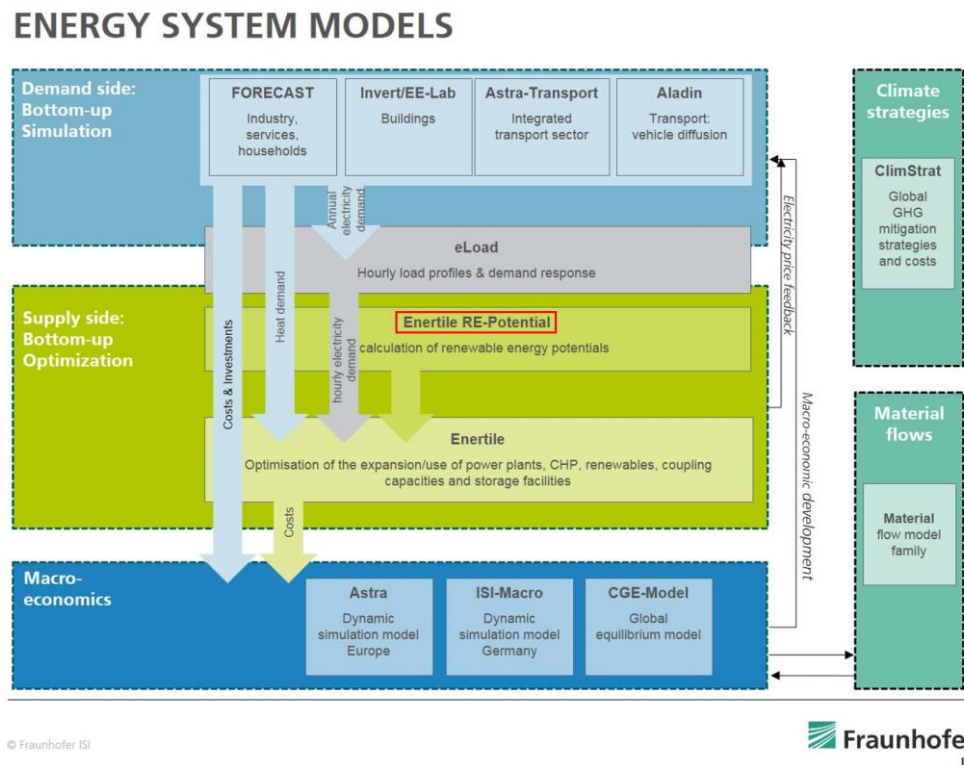 ENERGY SYSTEM MODELS
Demand side:
Bottom-up
Simulation
FORECAST
Industry,
services,
households
Invert/EE-Lab
Buildings
Astra-Transport
Integrated
transport sector
Aladin
Transport:
vehicle diffusion
Annual
electricity
demand
eLoad
Hourly load profiles & demand response
Supply side:
Bottom-up
Optimization
Costs & Investments
Heat demand
hourly electricity
demand
Enertile RE-Potential
calculation of renewable energy potentials
Enertile
Optimisation of the expansion/use of power plants, CHP, renewables, coupling
capacities and storage facilities
Costs
Macro-
economics
Astra
Dynamic
simulation model
Europe
ISI-Macro
Dynamic
simulation model
Germany
CGE-Model
Global
equilibrium model
Electricity price feedback
Macro-economic development
Climate
strategies
ClimStrat
Global
GHG
mitigation
strategies
and costs
Material
flows
Material
flow model
family
© Fraunhofer ISI
Fraunhofe